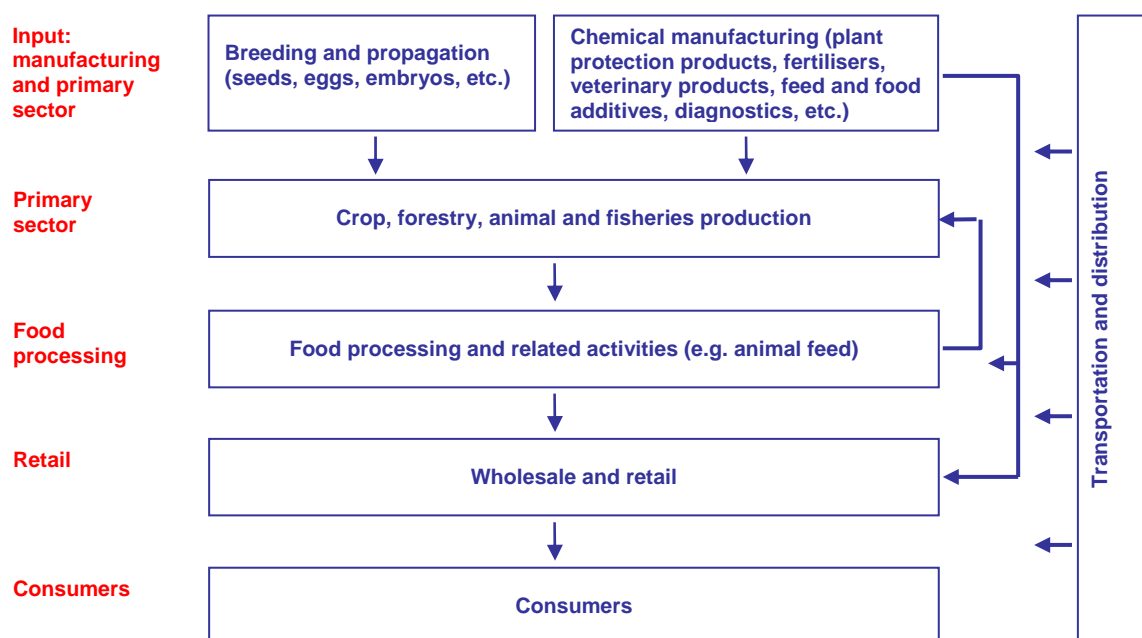 Input:
manufacturing
and primary
sector
Breeding and propagation
(seeds, eggs, embryos, etc.)
Chemical manufacturing (plant
protection products, fertilisers,
veterinary products, feed and food
additives, diagnostics, etc.)
Primary
sector
Crop, forestry, animal and fisheries production
Food
processing
Food processing and related activities (e.g. animal feed)
Retail
Wholesale and retail
Consumers
Consumers
Transportation and distribution